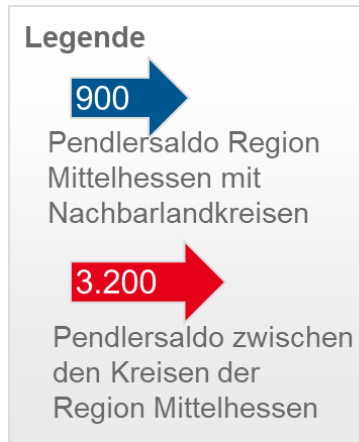 Legende
900
Pendlersaldo Region
Mittelhessen mit
Nachbarlandkreisen
3.200
Pendlersaldo zwischen
den Kreisen der
Region Mittelhessen